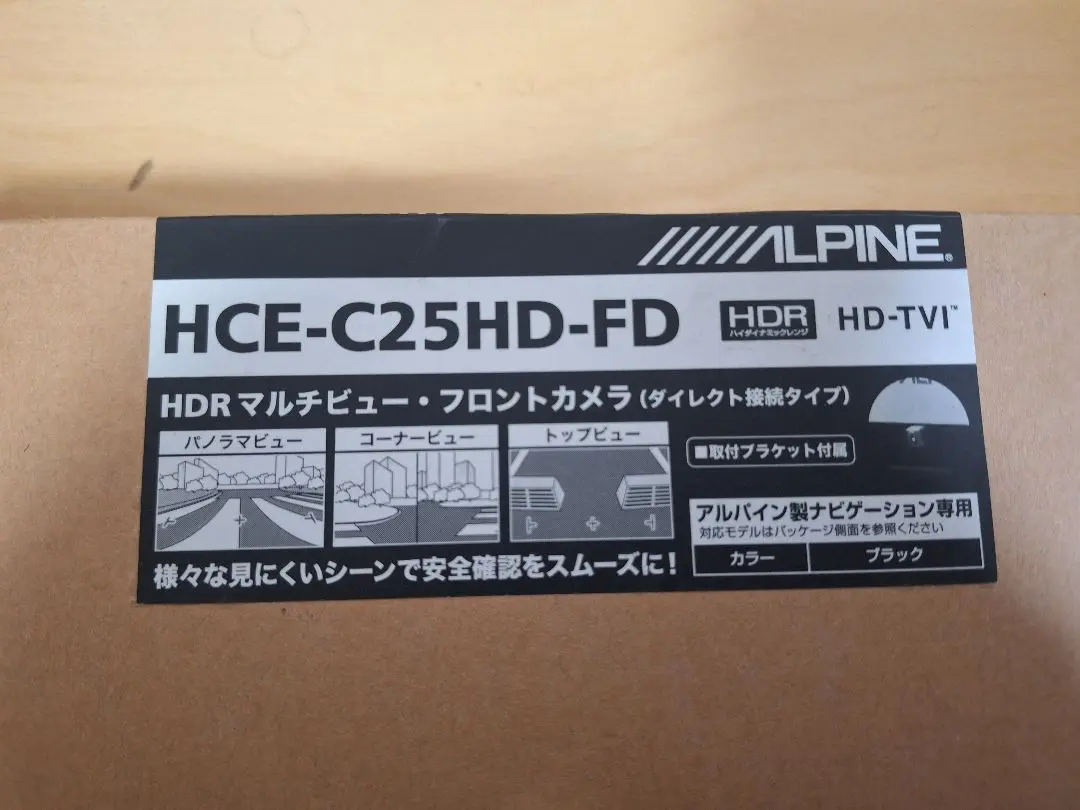 ALPINE®
HCE-C25HD-FD
HDR
ハイダイナミックレンジ
HD-TVI™
HDRマルチビュー・フロントカメラ(ダイレクト接続タイプ)
パノラマビュー
コーナービュー
トップビュー
■取付ブラケット付属
アルパイン製ナビゲーション専用
対応モデルはパッケージ側面を参照ください
カラー
ブラック
様々な見にくいシーンで安全確認をスムーズに!